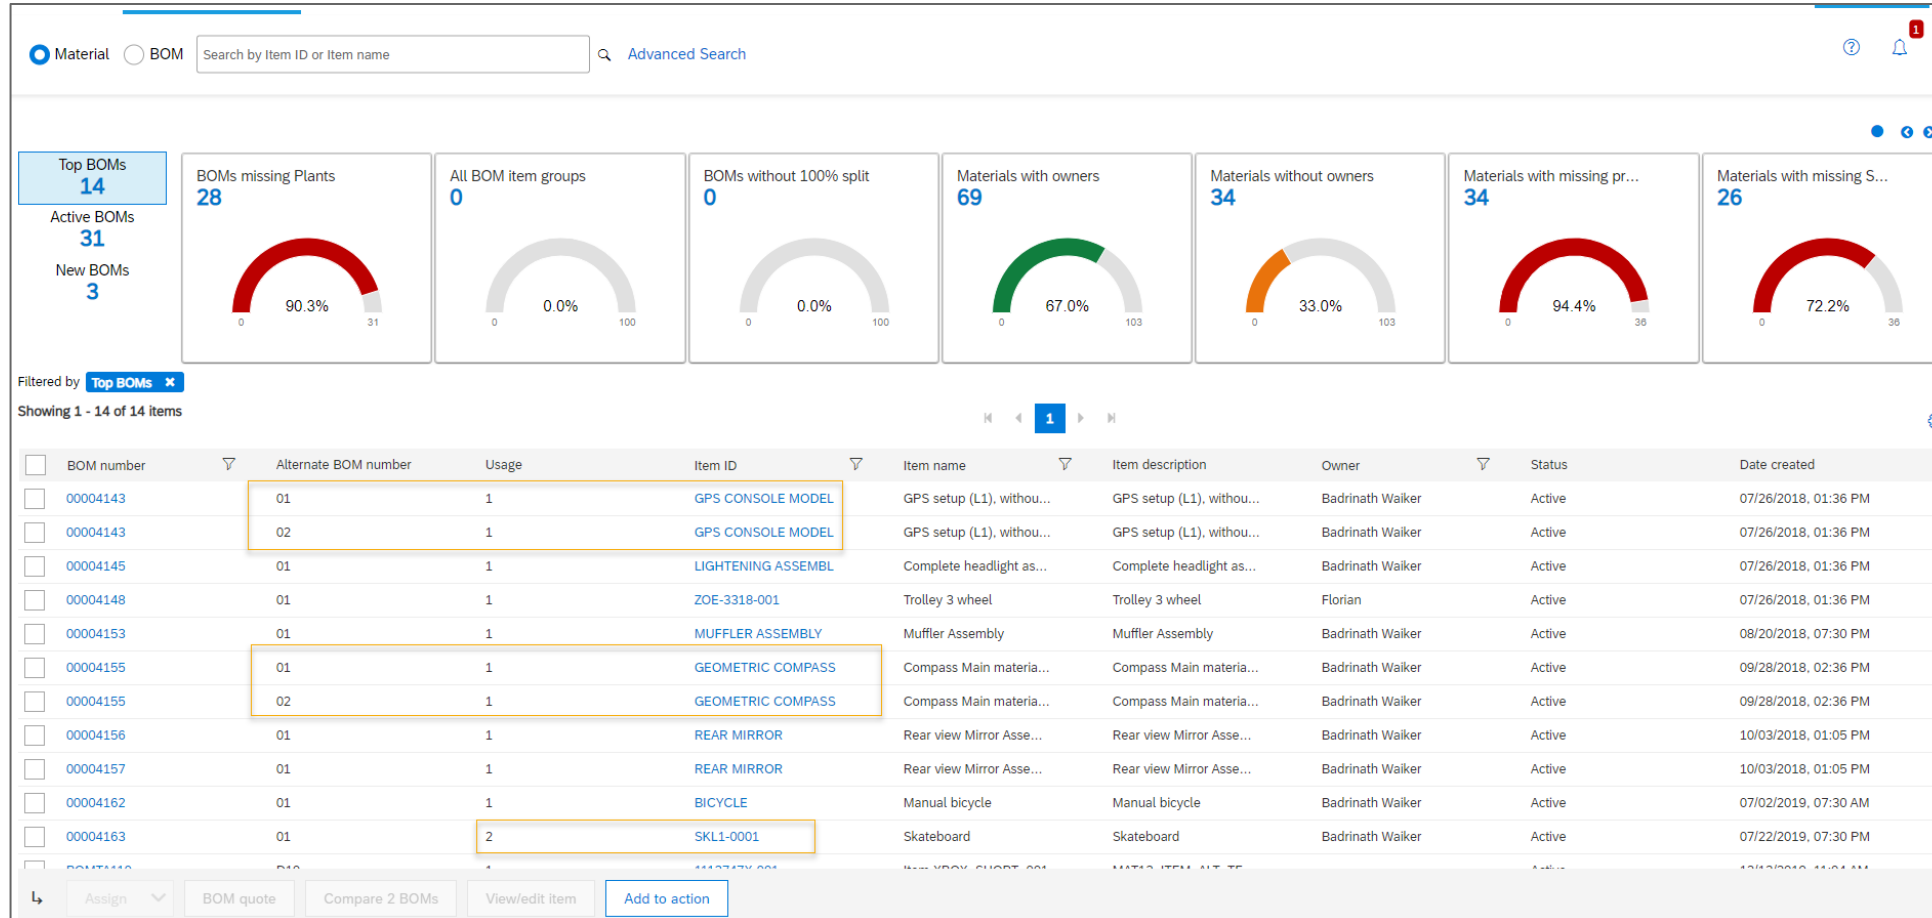 Material BOM Search by Item ID or Item name Advanced Search 1
Top BOMs
14
Active BOMs
31
New BOMs
3
BOMs missing Plants
28
90.3%
0 31
All BOM item groups
0
0.0%
0 100
BOMs without 100% split
0
0.0%
0 100
Materials with owners
69
67.0%
0 103
Materials without owners
34
33.0%
0 103
Materials with missing pr...
34
94.4%
0 36
Materials with missing S...
26
72.2%
0 36
Filtered by Top BOMs ×
Showing 1 - 14 of 14 items
1
BOM number Alternate BOM number Usage Item ID Item name Item description Owner Status Date created
00004143 01 1 GPS CONSOLE MODEL GPS setup (L1), withou... GPS setup (L1), withou... Badrinath Waiker Active 07/26/2018, 01:36 PM
00004143 02 1 GPS CONSOLE MODEL GPS setup (L1), withou... GPS setup (L1), withou... Badrinath Waiker Active 07/26/2018, 01:36 PM
00004145 01 1 LIGHTENING ASSEMBL Complete headlight as... Complete headlight as... Badrinath Waiker Active 07/26/2018, 01:36 PM
00004148 01 1 ZOE-3318-001 Trolley 3 wheel Trolley 3 wheel Florian Active 07/26/2018, 01:36 PM
00004153 01 1 MUFFLER ASSEMBLY Muffler Assembly Muffler Assembly Badrinath Waiker Active 08/20/2018, 07:30 PM
00004155 01 1 GEOMETRIC COMPASS Compass Main materia... Compass Main materia... Badrinath Waiker Active 09/28/2018, 02:36 PM
00004155 02 1 GEOMETRIC COMPASS Compass Main materia... Compass Main materia... Badrinath Waiker Active 09/28/2018, 02:36 PM
00004156 01 1 REAR MIRROR Rear view Mirror Asse... Rear view Mirror Asse... Badrinath Waiker Active 10/03/2018, 01:05 PM
00004157 01 1 REAR MIRROR Rear view Mirror Asse... Rear view Mirror Asse... Badrinath Waiker Active 10/03/2018, 01:05 PM
00004162 01 1 BICYCLE Manual bicycle Manual bicycle Badrinath Waiker Active 07/02/2019, 07:30 AM
00004163 01 2 SKL1-0001 Skateboard Skateboard Badrinath Waiker Active 07/22/2019, 07:30 PM
Assign BOM quote Compare 2 BOMs View/edit item Add to action